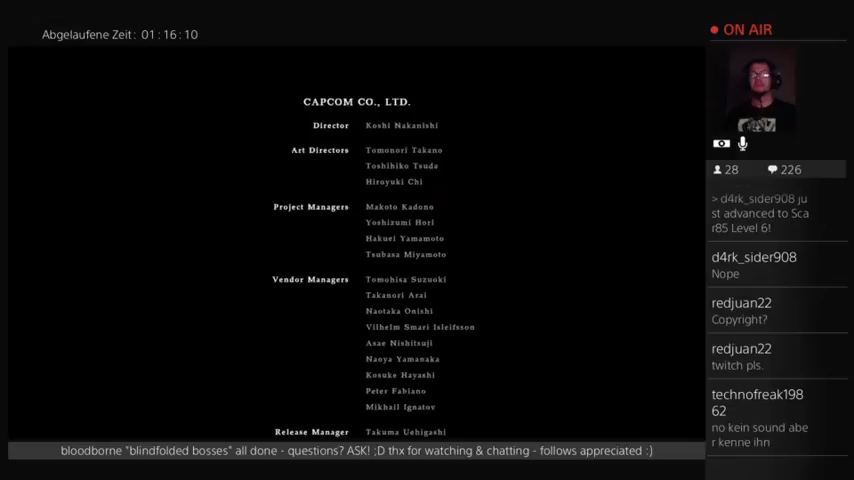 Abgelaufene Zeit: 01:16:10
CAPCOM CO., LTD.
Director Koshi Nakanishi
Art Directors Tomonori Takano
Toshihiko Tsuda
Hiroyuki Chi
Project Managers Makoto Kadono
Yoshizumi Hori
Hakuei Yamamoto
Tsubasa Miyamoto
Vendor Managers Tomohisa Suzuoki
Takanori Arai
Naotaka Onishi
Vilhelm Smari Isleifsson
Asae Nishitsuji
Naoya Yamanaka
Kosuke Hayashi
Peter Fabiano
Mikhail Ignatov
Release Manager Takuma Uehigashi
bloodborne "blindfolded bosses" all done - questions? ASK! ;D thx for watching & chatting - follows appreciated :)
ON AIR
28 226
> d4rk_sider908 ju
st advanced to Sca
r85 Level 6!
d4rk_sider908
Nope
redjuan22
Copyright?
redjuan22
twitch pls.
technofreak198
62
no kein sound abe
r kenne ihn